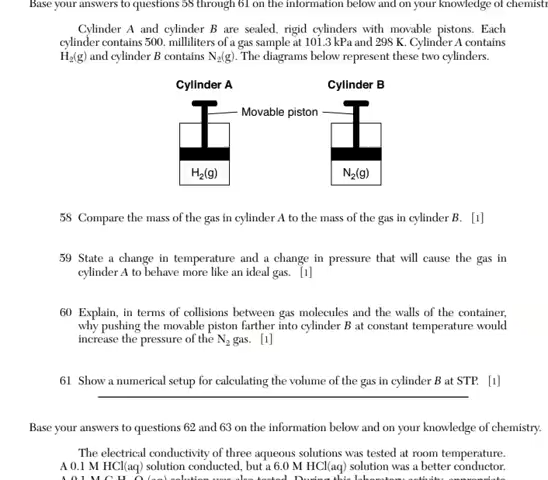 Base your answers to questions 58 through 61 on the information below and on your knowledge of chemistr
Cylinder A and cylinder B are sealed, rigid cylinders with movable pistons. Each
cylinder contains 500. milliliters of a gas sample at 101.3 kPa and 298 K. Cylinder A contains
H₂(g) and cylinder B contains N₂(g). The diagrams below represent these two cylinders.
Cylinder A Cylinder B
Movable piston
H₂(g) N₂(g)
58 Compare the mass of the gas in cylinder A to the mass of the gas in cylinder B. [1]
59 State a change in temperature and a change in pressure that will cause the gas in
cylinder A to behave more like an ideal gas. [1]
60 Explain, in terms of collisions between gas molecules and the walls of the container,
why pushing the movable piston farther into cylinder B at constant temperature would
increase the pressure of the N₂ gas. [1]
61 Show a numerical setup for calculating the volume of the gas in cylinder B at STP. [1]
Base your answers to questions 62 and 63 on the information below and on your knowledge of chemistry.
The electrical conductivity of three aqueous solutions was tested at room temperature.
A 0.1 M HCl(aq) solution conducted, but a 6.0 M HCl(aq) solution was a better conductor.